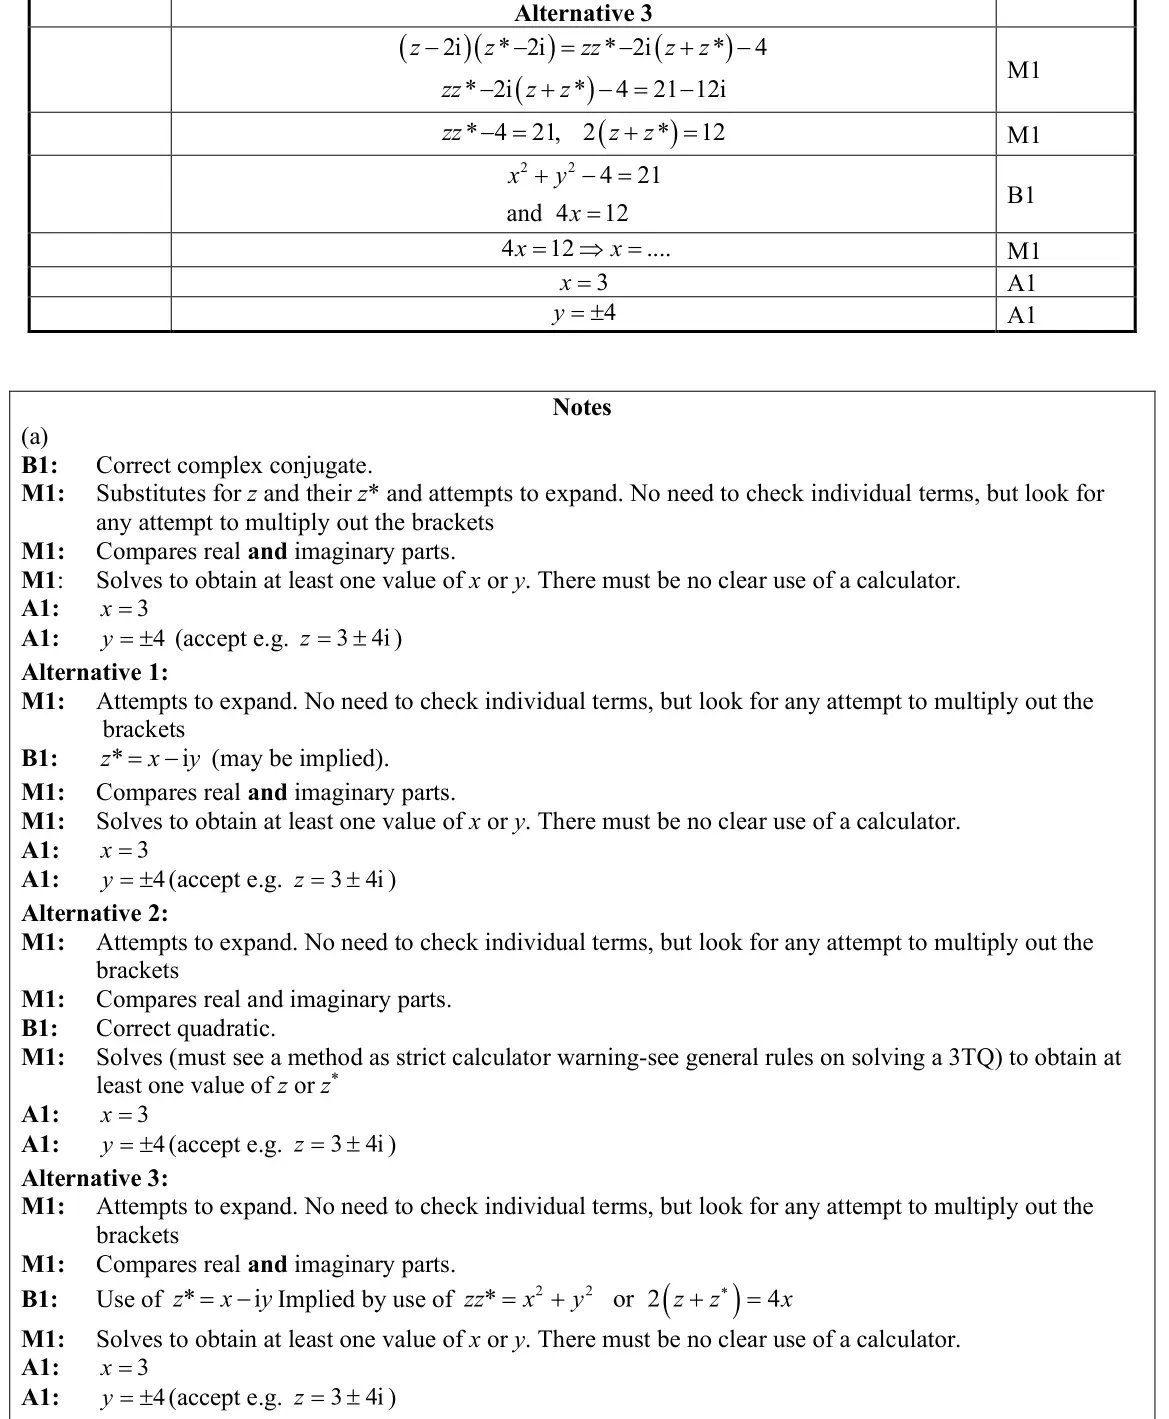 Alternative 3
(z − 2i)(z* −2i) = zz* −2i(z + z*) − 4
zz* −2i(z + z*) − 4 = 21 −12i
M1
zz* −4 = 21,   2(z + z*) = 12
M1
x² + y² − 4 = 21
and 4x = 12
B1
4x = 12 ⇒ x = ....
M1
x = 3
A1
y = ±4
A1
Notes
(a)
B1: Correct complex conjugate.
M1: Substitutes for z and their z* and attempts to expand. No need to check individual terms, but look for
any attempt to multiply out the brackets
M1: Compares real and imaginary parts.
M1: Solves to obtain at least one value of x or y. There must be no clear use of a calculator.
A1: x = 3
A1: y = ±4 (accept e.g. z = 3 ± 4i)
Alternative 1:
M1: Attempts to expand. No need to check individual terms, but look for any attempt to multiply out the
brackets
B1: z* = x − iy (may be implied).
M1: Compares real and imaginary parts.
M1: Solves to obtain at least one value of x or y. There must be no clear use of a calculator.
A1: x = 3
A1: y = ±4 (accept e.g. z = 3 ± 4i)
Alternative 2:
M1: Attempts to expand. No need to check individual terms, but look for any attempt to multiply out the
brackets
M1: Compares real and imaginary parts.
B1: Correct quadratic.
M1: Solves (must see a method as strict calculator warning-see general rules on solving a 3TQ) to obtain at
least one value of z or z*
A1: x = 3
A1: y = ±4 (accept e.g. z = 3 ± 4i)
Alternative 3:
M1: Attempts to expand. No need to check individual terms, but look for any attempt to multiply out the
brackets
M1: Compares real and imaginary parts.
B1: Use of z* = x − iy Implied by use of zz* = x² + y² or 2(z + z*) = 4x
M1: Solves to obtain at least one value of x or y. There must be no clear use of a calculator.
A1: x = 3
A1: y = ±4 (accept e.g. z = 3 ± 4i)